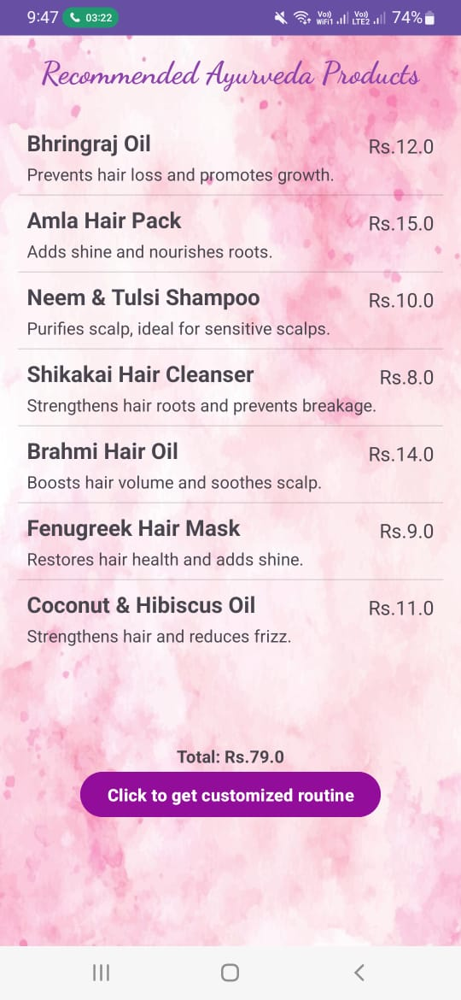 9:47 03:22 Vo)) WiFi1 Vo)) LTE2 74%
Recommended Ayurveda Products
Bhringraj Oil Rs.12.0
Prevents hair loss and promotes growth.
Amla Hair Pack Rs.15.0
Adds shine and nourishes roots.
Neem & Tulsi Shampoo Rs.10.0
Purifies scalp, ideal for sensitive scalps.
Shikakai Hair Cleanser Rs.8.0
Strengthens hair roots and prevents breakage.
Brahmi Hair Oil Rs.14.0
Boosts hair volume and soothes scalp.
Fenugreek Hair Mask Rs.9.0
Restores hair health and adds shine.
Coconut & Hibiscus Oil Rs.11.0
Strengthens hair and reduces frizz.
Total: Rs.79.0
Click to get customized routine